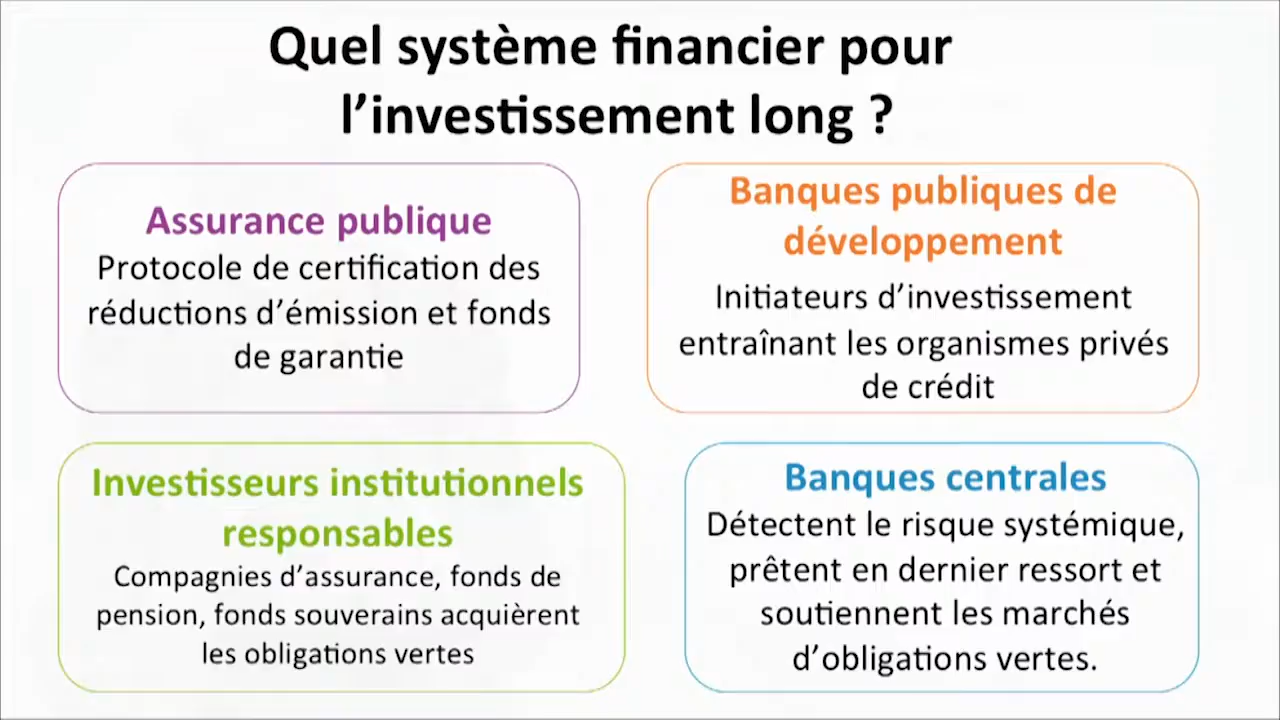 Quel système financier pour
l’investissement long ?
Assurance publique
Protocole de certification des
réductions d’émission et fonds
de garantie
Banques publiques de
développement
Initiateurs d’investissement
entraînant les organismes privés
de crédit
Investisseurs institutionnels
responsables
Compagnies d’assurance, fonds de
pension, fonds souverains acquièrent
les obligations vertes
Banques centrales
Détectent le risque systémique,
prêtent en dernier ressort et
soutiennent les marchés
d’obligations vertes.